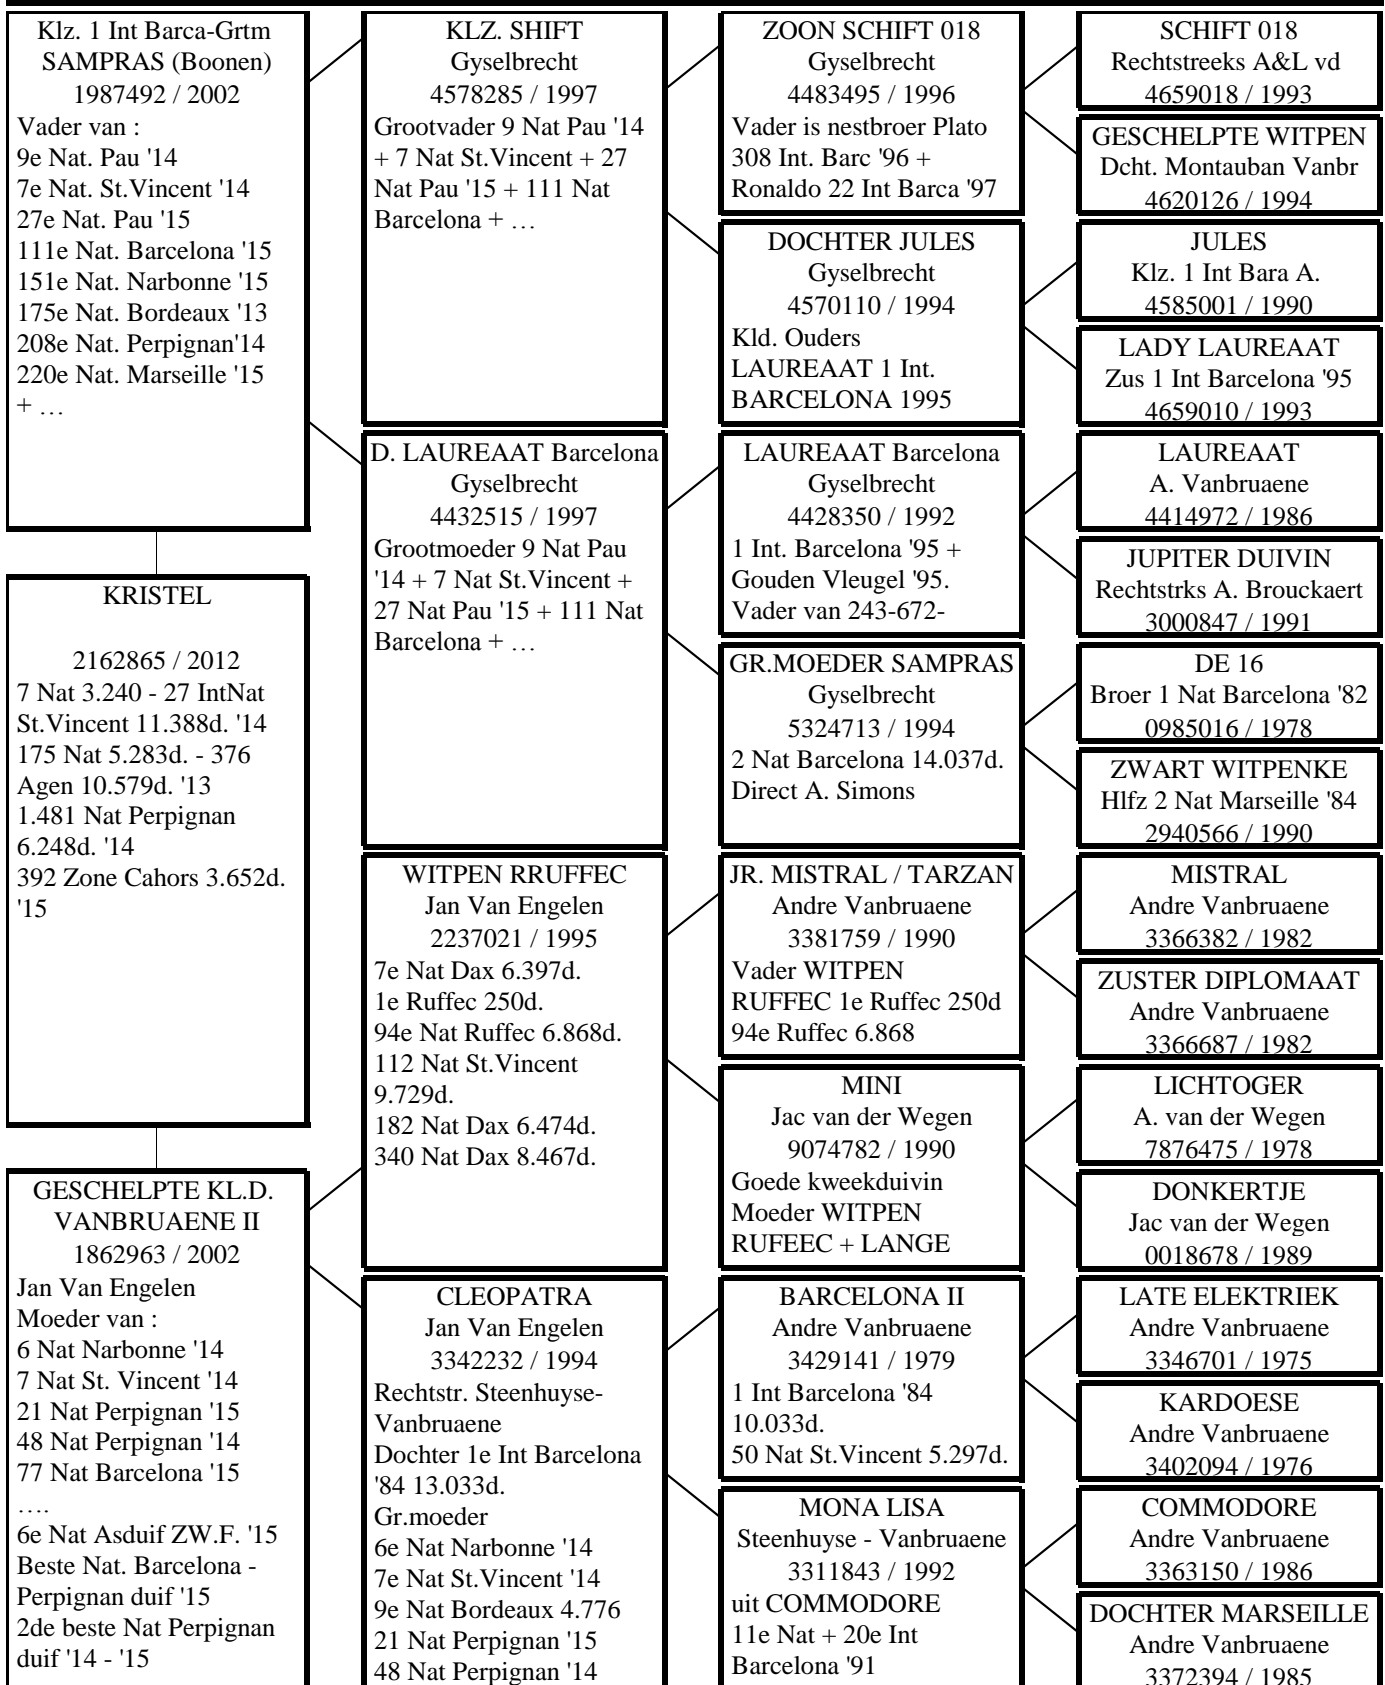 Klz. 1 Int Barca-Grtm
SAMPRAS (Boonen)
1987492 / 2002
Vader van :
9e Nat. Pau '14
7e Nat. St.Vincent '14
27e Nat. Pau '15
111e Nat. Barcelona '15
151e Nat. Narbonne '15
175e Nat. Bordeaux '13
208e Nat. Perpignan'14
220e Nat. Marseille '15
+ …
KRISTEL
2162865 / 2012
7 Nat 3.240 - 27 IntNat
St.Vincent 11.388d. '14
175 Nat 5.283d. - 376
Agen 10.579d. '13
1.481 Nat Perpignan
6.248d. '14
392 Zone Cahors 3.652d.
'15
GESCHELPTE KL.D.
VANBRUAENE II
1862963 / 2002
Jan Van Engelen
Moeder van :
6 Nat Narbonne '14
7 Nat St. Vincent '14
21 Nat Perpignan '15
48 Nat Perpignan '14
77 Nat Barcelona '15
….
6e Nat Asduif ZW.F. '15
Beste Nat. Barcelona -
Perpignan duif '15
2de beste Nat Perpignan
duif '14 - '15
KLZ. SHIFT
Gyselbrecht
4578285 / 1997
Grootvader 9 Nat Pau '14
+ 7 Nat St.Vincent + 27
Nat Pau '15 + 111 Nat
Barcelona + …
D. LAUREAAT Barcelona
Gyselbrecht
4432515 / 1997
Grootmoeder 9 Nat Pau
'14 + 7 Nat St.Vincent +
27 Nat Pau '15 + 111 Nat
Barcelona + …
WITPEN RRUFFEC
Jan Van Engelen
2237021 / 1995
7e Nat Dax 6.397d.
1e Ruffec 250d.
94e Nat Ruffec 6.868d.
112 Nat St.Vincent
9.729d.
182 Nat Dax 6.474d.
340 Nat Dax 8.467d.
CLEOPATRA
Jan Van Engelen
3342232 / 1994
Rechtstr. Steenhuyse-
Vanbruaene
Dochter 1e Int Barcelona
'84 13.033d.
Gr.moeder
6e Nat Narbonne '14
7e Nat St.Vincent '14
9e Nat Bordeaux 4.776
21 Nat Perpignan '15
48 Nat Perpignan '14
ZOON SCHIFT 018
Gyselbrecht
4483495 / 1996
Vader is nestbroer Plato
308 Int. Barc '96 +
Ronaldo 22 Int Barca '97
DOCHTER JULES
Gyselbrecht
4570110 / 1994
Kld. Ouders
LAUREAAT 1 Int.
BARCELONA 1995
LAUREAAT Barcelona
Gyselbrecht
4428350 / 1992
1 Int. Barcelona '95 +
Gouden Vleugel '95.
Vader van 243-672-
GR.MOEDER SAMPRAS
Gyselbrecht
5324713 / 1994
2 Nat Barcelona 14.037d.
Direct A. Simons
JR. MISTRAL / TARZAN
Andre Vanbruaene
3381759 / 1990
Vader WITPEN
RUFFEC 1e Ruffec 250d
94e Ruffec 6.868
MINI
Jac van der Wegen
9074782 / 1990
Goede kweekduivin
Moeder WITPEN
RUFEEC + LANGE
BARCELONA II
Andre Vanbruaene
3429141 / 1979
1 Int Barcelona '84
10.033d.
50 Nat St.Vincent 5.297d.
MONA LISA
Steenhuyse - Vanbruaene
3311843 / 1992
uit COMMODORE
11e Nat + 20e Int
Barcelona '91
SCHIFT 018
Rechtstreeks A&L vd
4659018 / 1993
GESCHELPTE WITPEN
Dcht. Montauban Vanbr
4620126 / 1994
JULES
Klz. 1 Int Bara A.
4585001 / 1990
LADY LAUREAAT
Zus 1 Int Barcelona '95
4659010 / 1993
LAUREAAT
A. Vanbruaene
4414972 / 1986
JUPITER DUIVIN
Rechtstrks A. Brouckaert
3000847 / 1991
DE 16
Broer 1 Nat Barcelona '82
0985016 / 1978
ZWART WITPENKE
Hlfz 2 Nat Marseille '84
2940566 / 1990
MISTRAL
Andre Vanbruaene
3366382 / 1982
ZUSTER DIPLOMAAT
Andre Vanbruaene
3366687 / 1982
LICHTOGER
A. van der Wegen
7876475 / 1978
DONKERTJE
Jac van der Wegen
0018678 / 1989
LATE ELEKTRIEK
Andre Vanbruaene
3346701 / 1975
KARDOESE
Andre Vanbruaene
3402094 / 1976
COMMODORE
Andre Vanbruaene
3363150 / 1986
DOCHTER MARSEILLE
Andre Vanbruaene
3372394 / 1985